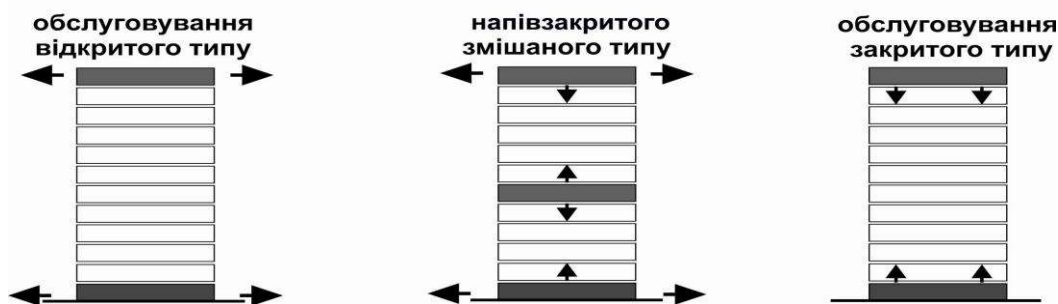 обслуговування
відкритого типу
напівзакритого
змішаного типу
обслуговування
закритого типу